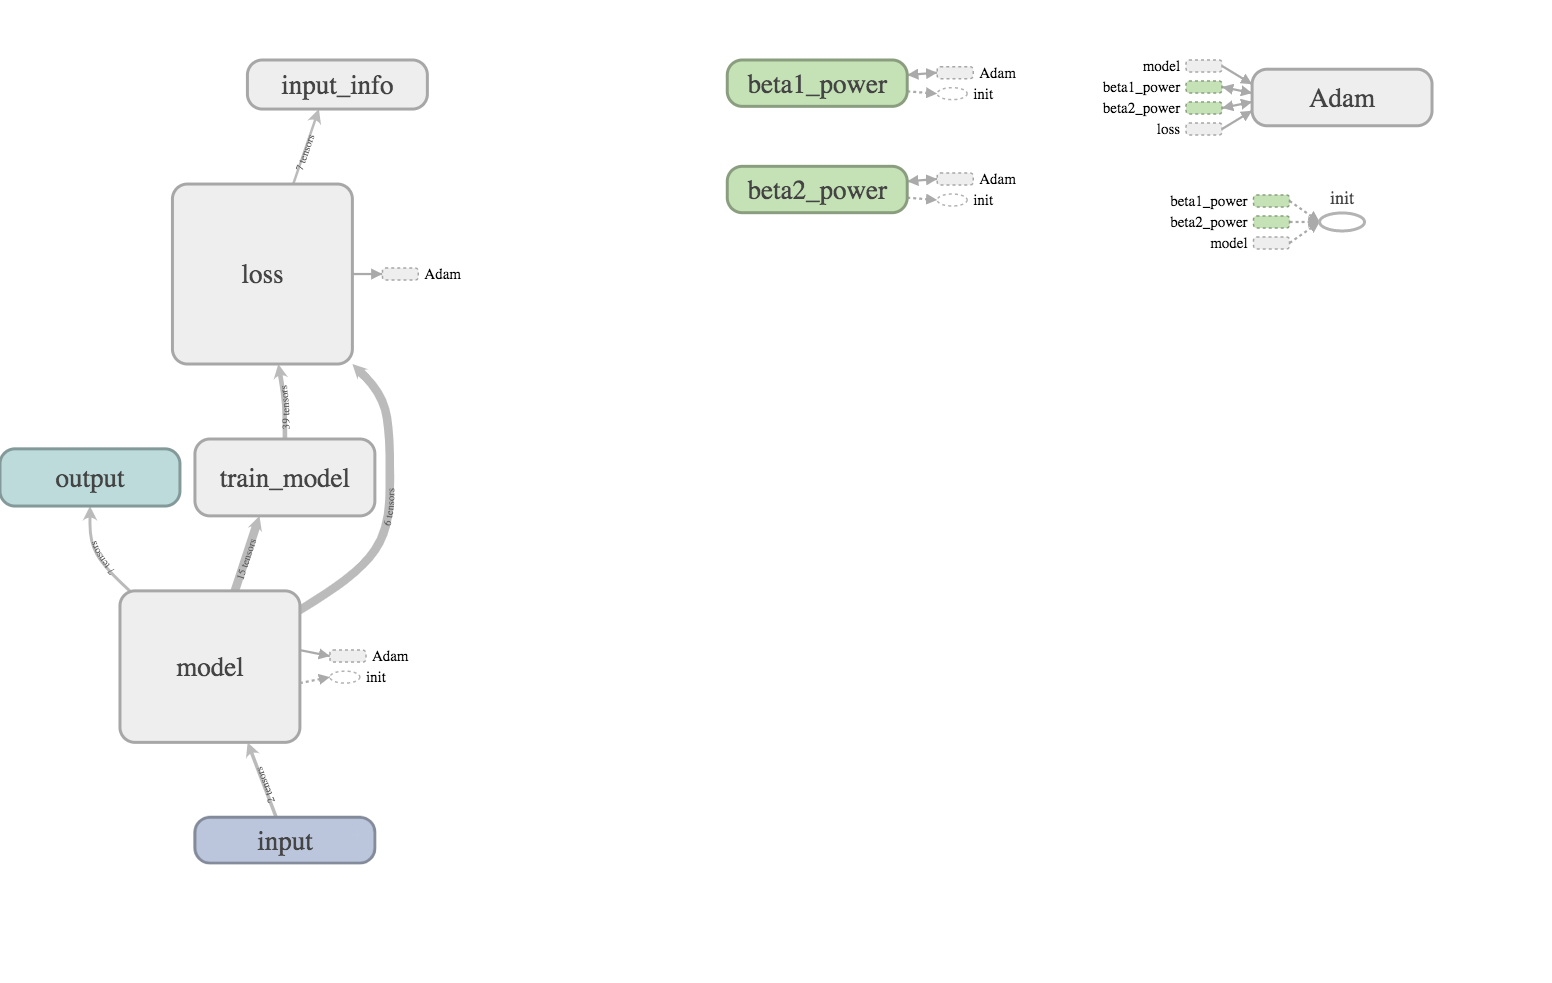 input_info
7 tensors
loss
Adam
39 tensors
output
train_model
6 tensors
7 tensors
15 tensors
model
Adam
init
2 tensors
input
beta1_power
Adam
init
beta2_power
Adam
init
model
beta1_power
beta2_power
loss
Adam
init
beta1_power
beta2_power
model